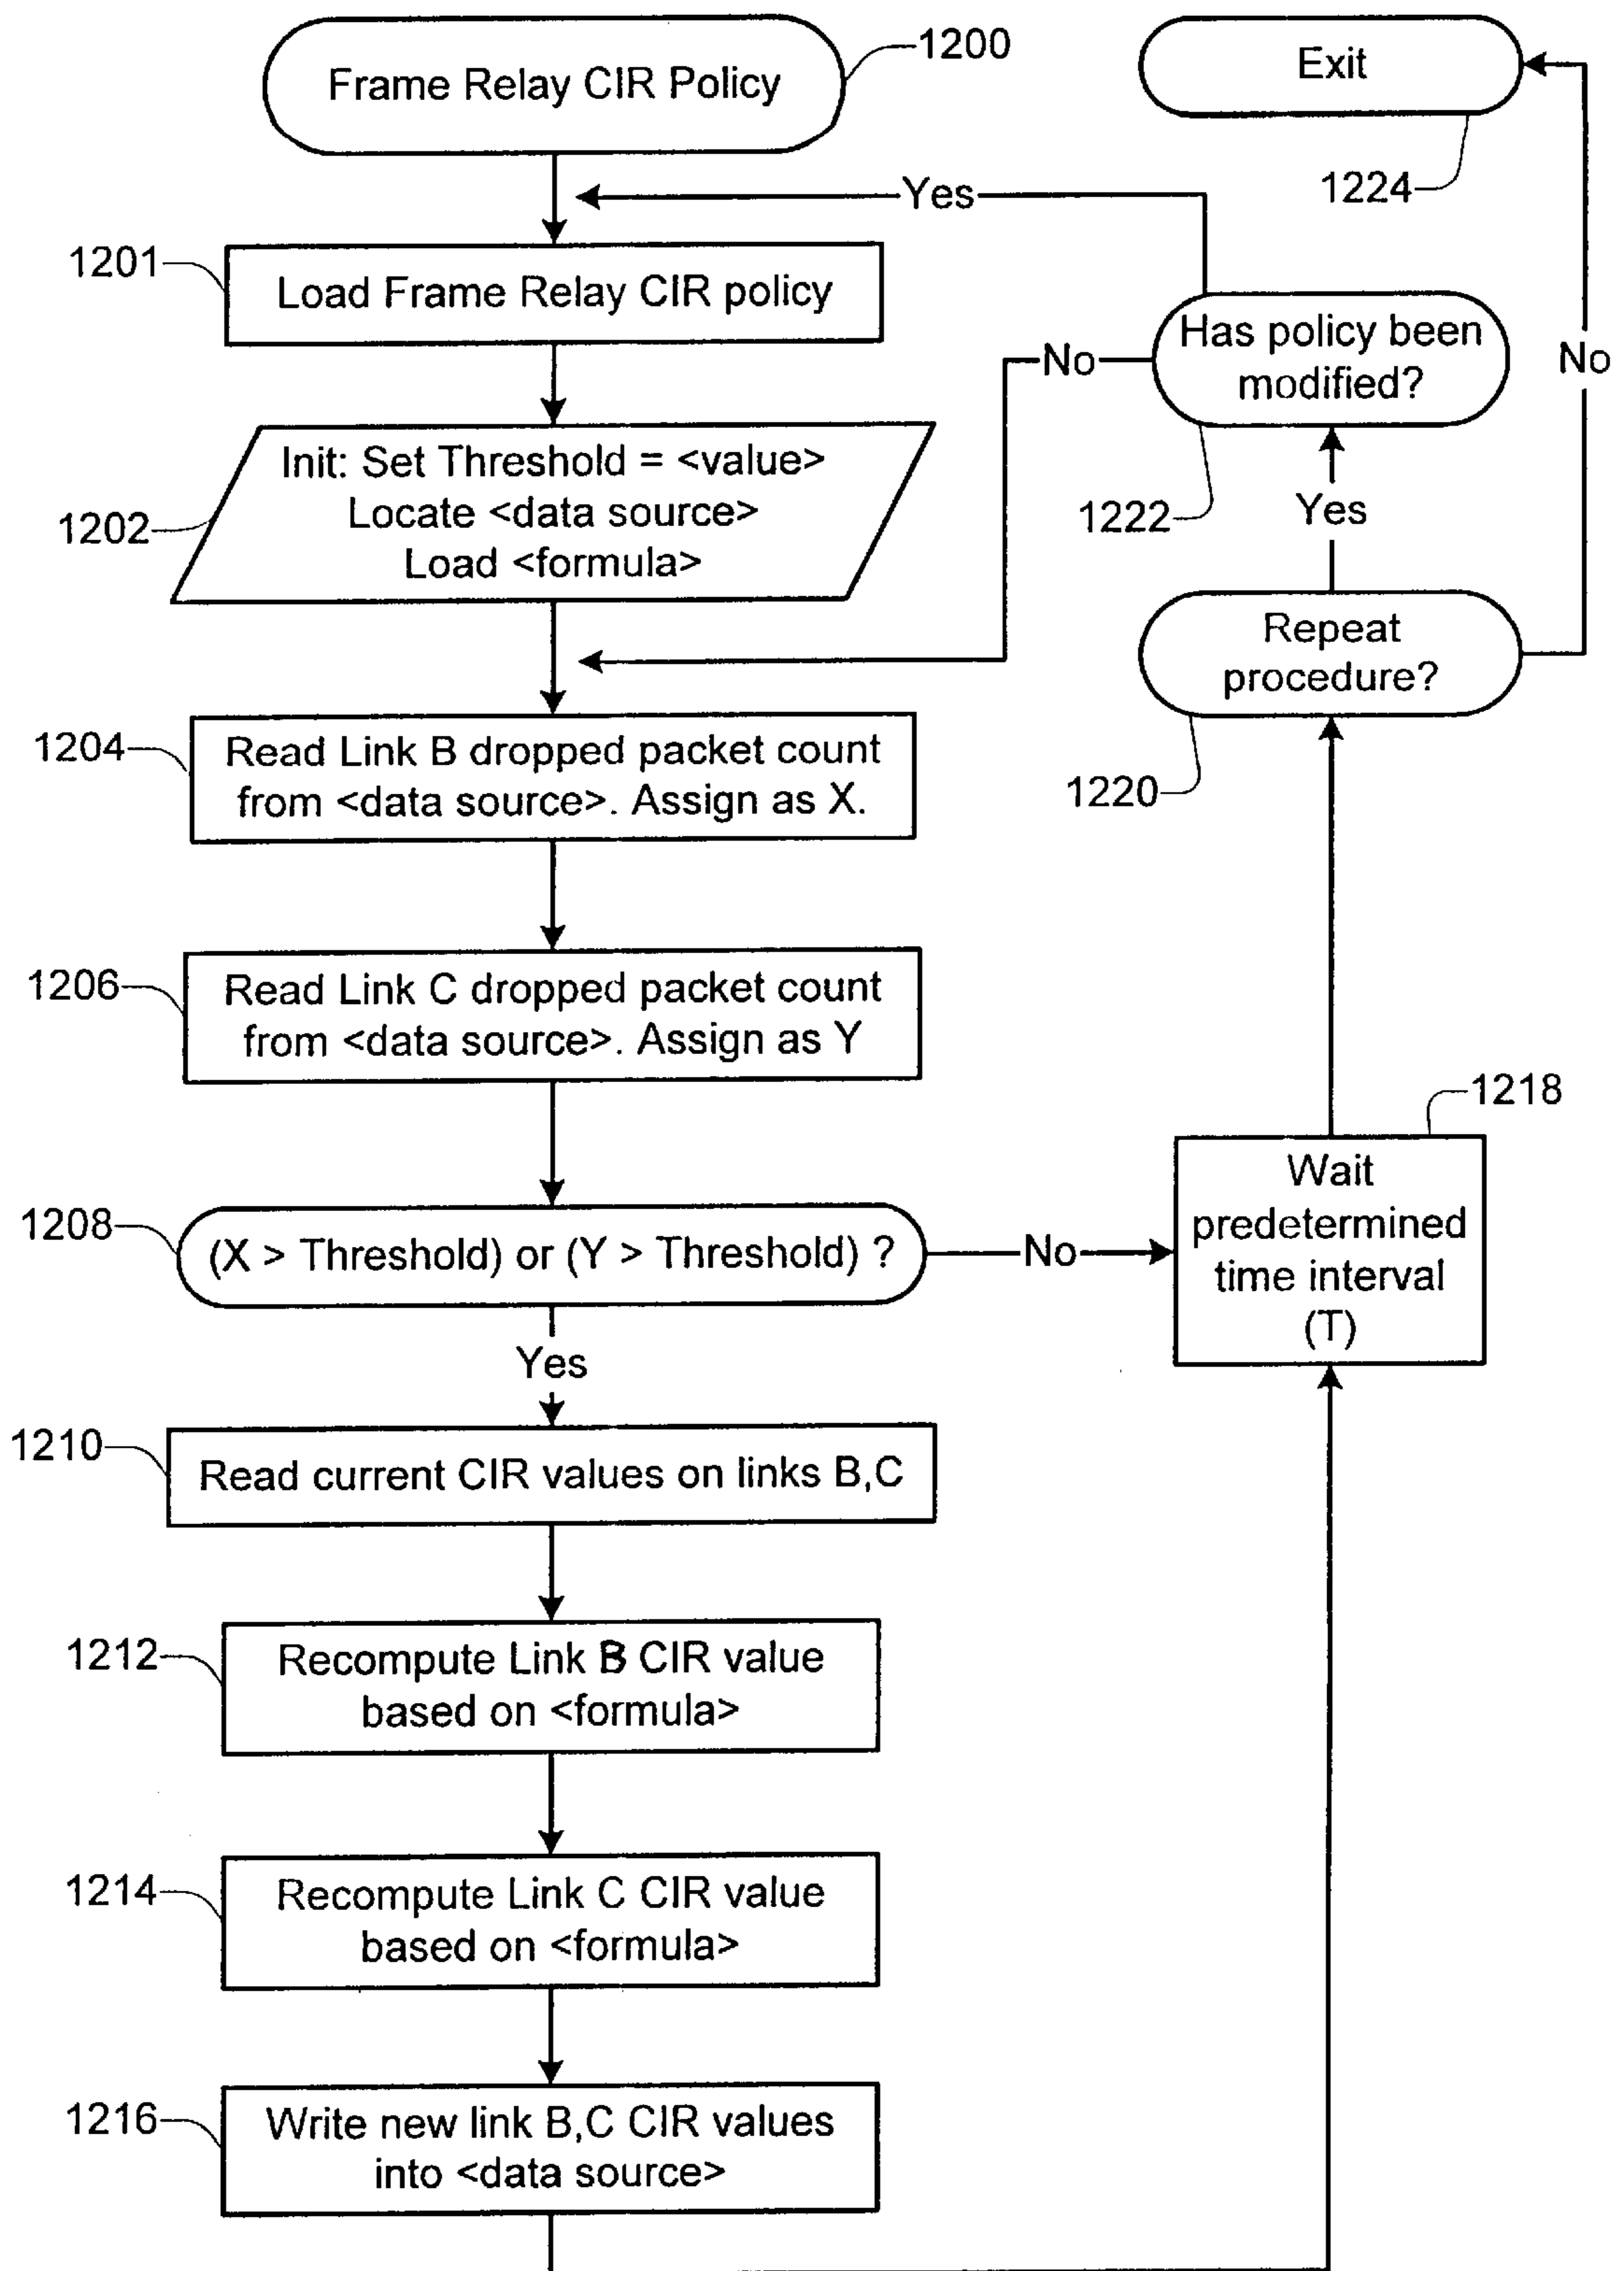 Frame Relay CIR Policy
1200
Exit
1224
Yes
1201
Load Frame Relay CIR policy
Has policy been
modified?
No
No
1222
Init: Set Threshold = <value>
Locate <data source>
Load <formula>
1202
Yes
Repeat
procedure?
1220
1204
Read Link B dropped packet count
from <data source>. Assign as X.
1206
Read Link C dropped packet count
from <data source>. Assign as Y
1218
Wait
predetermined
time interval
(T)
1208
(X > Threshold) or (Y > Threshold) ?
No
Yes
1210
Read current CIR values on links B,C
1212
Recompute Link B CIR value
based on <formula>
1214
Recompute Link C CIR value
based on <formula>
1216
Write new link B,C CIR values
into <data source>